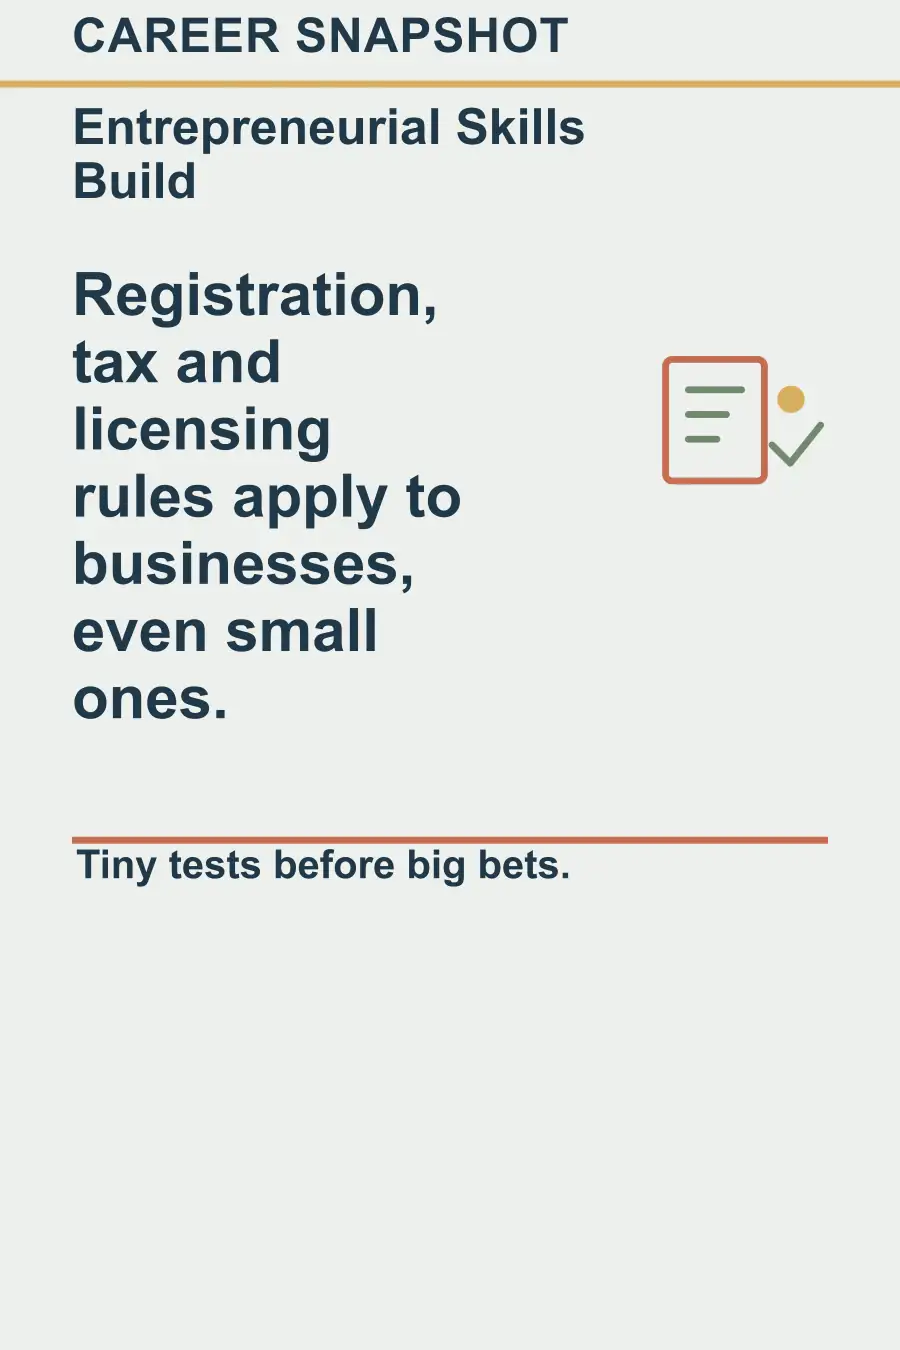 CAREER SNAPSHOT
Entrepreneurial Skills
Build
Registration,
tax and
licensing
rules apply to
businesses,
even small
ones.
Tiny tests before big bets.